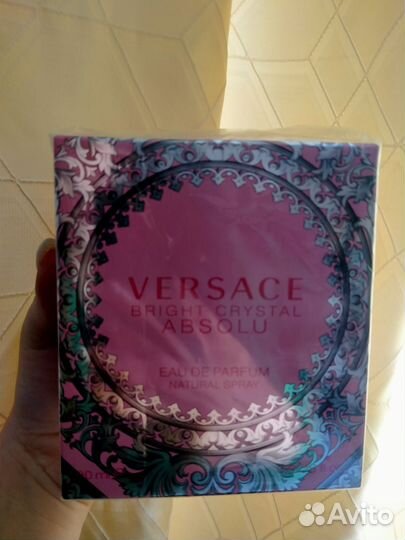 VERSACE
BRIGHT CRYSTAL
ABSOLU
EAU DE PARFUM
NATURAL SPRAY
Avito